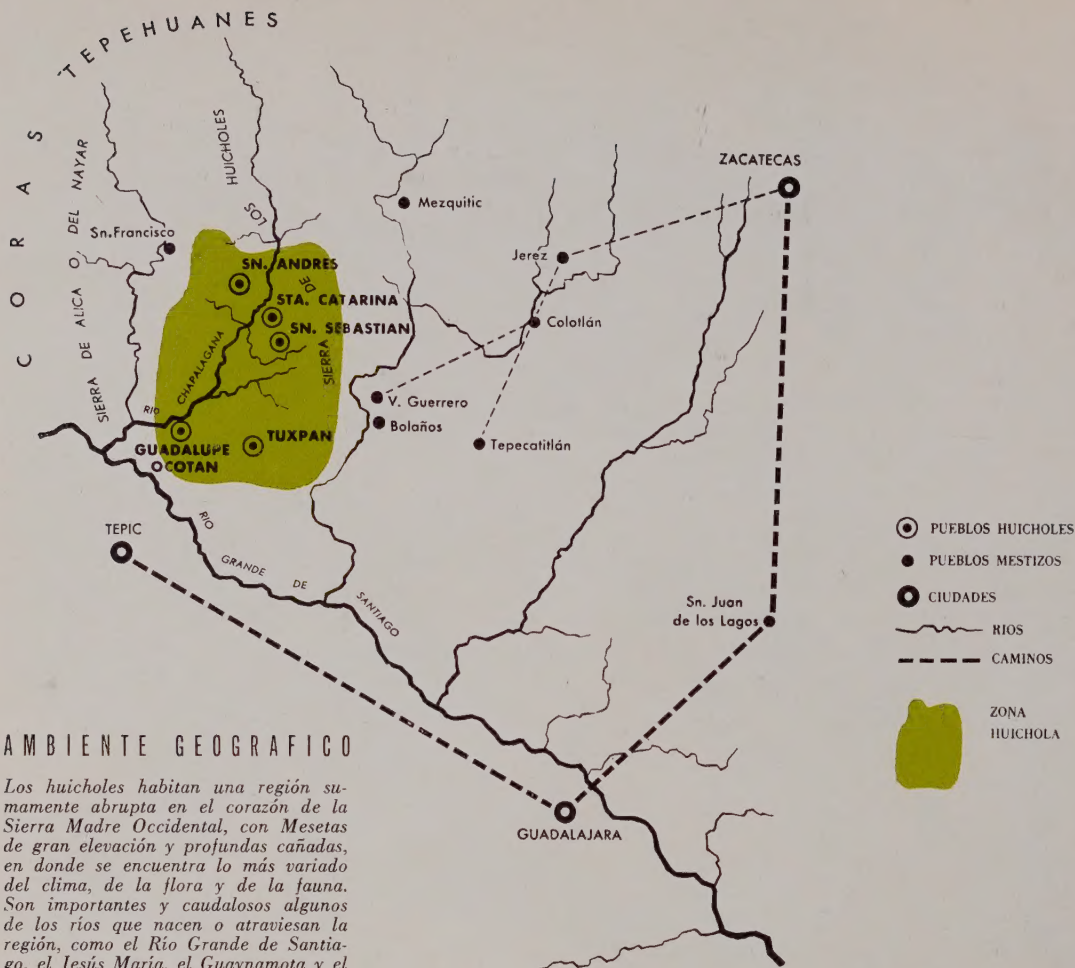 TEPEHUANES
CORAS
SIERRA DE ALICA O, DEL NAYAR
SIERRA DE LOS HUICHOLES
Sn. Francisco
Mezquitic
ZACATECAS
Jerez
SN. ANDRES
STA. CATARINA
SN. SEBASTIAN
Colotlán
RIO CHAPALAGANA
V. Guerrero
Bolaños
Tepecatitlán
TUXPAN
GUADALUPE
OCOTAN
TEPIC
RIO GRANDE DE SANTIAGO
Sn. Juan
de los Lagos
GUADALAJARA
PUEBLOS HUICHOLES
PUEBLOS MESTIZOS
CIUDADES
RIOS
CAMINOS
ZONA
HUICHOLA
AMBIENTE GEOGRAFICO
Los huicholes habitan una región su-
mamente abrupta en el corazón de la
Sierra Madre Occidental, con Mesetas
de gran elevación y profundas cañadas,
en donde se encuentra lo más variado
del clima, de la flora y de la fauna.
Son importantes y caudalosos algunos
de los ríos que nacen o atraviesan la
región, como el Río Grande de Santia-
go, el Jesús María, el Guaynamota y el